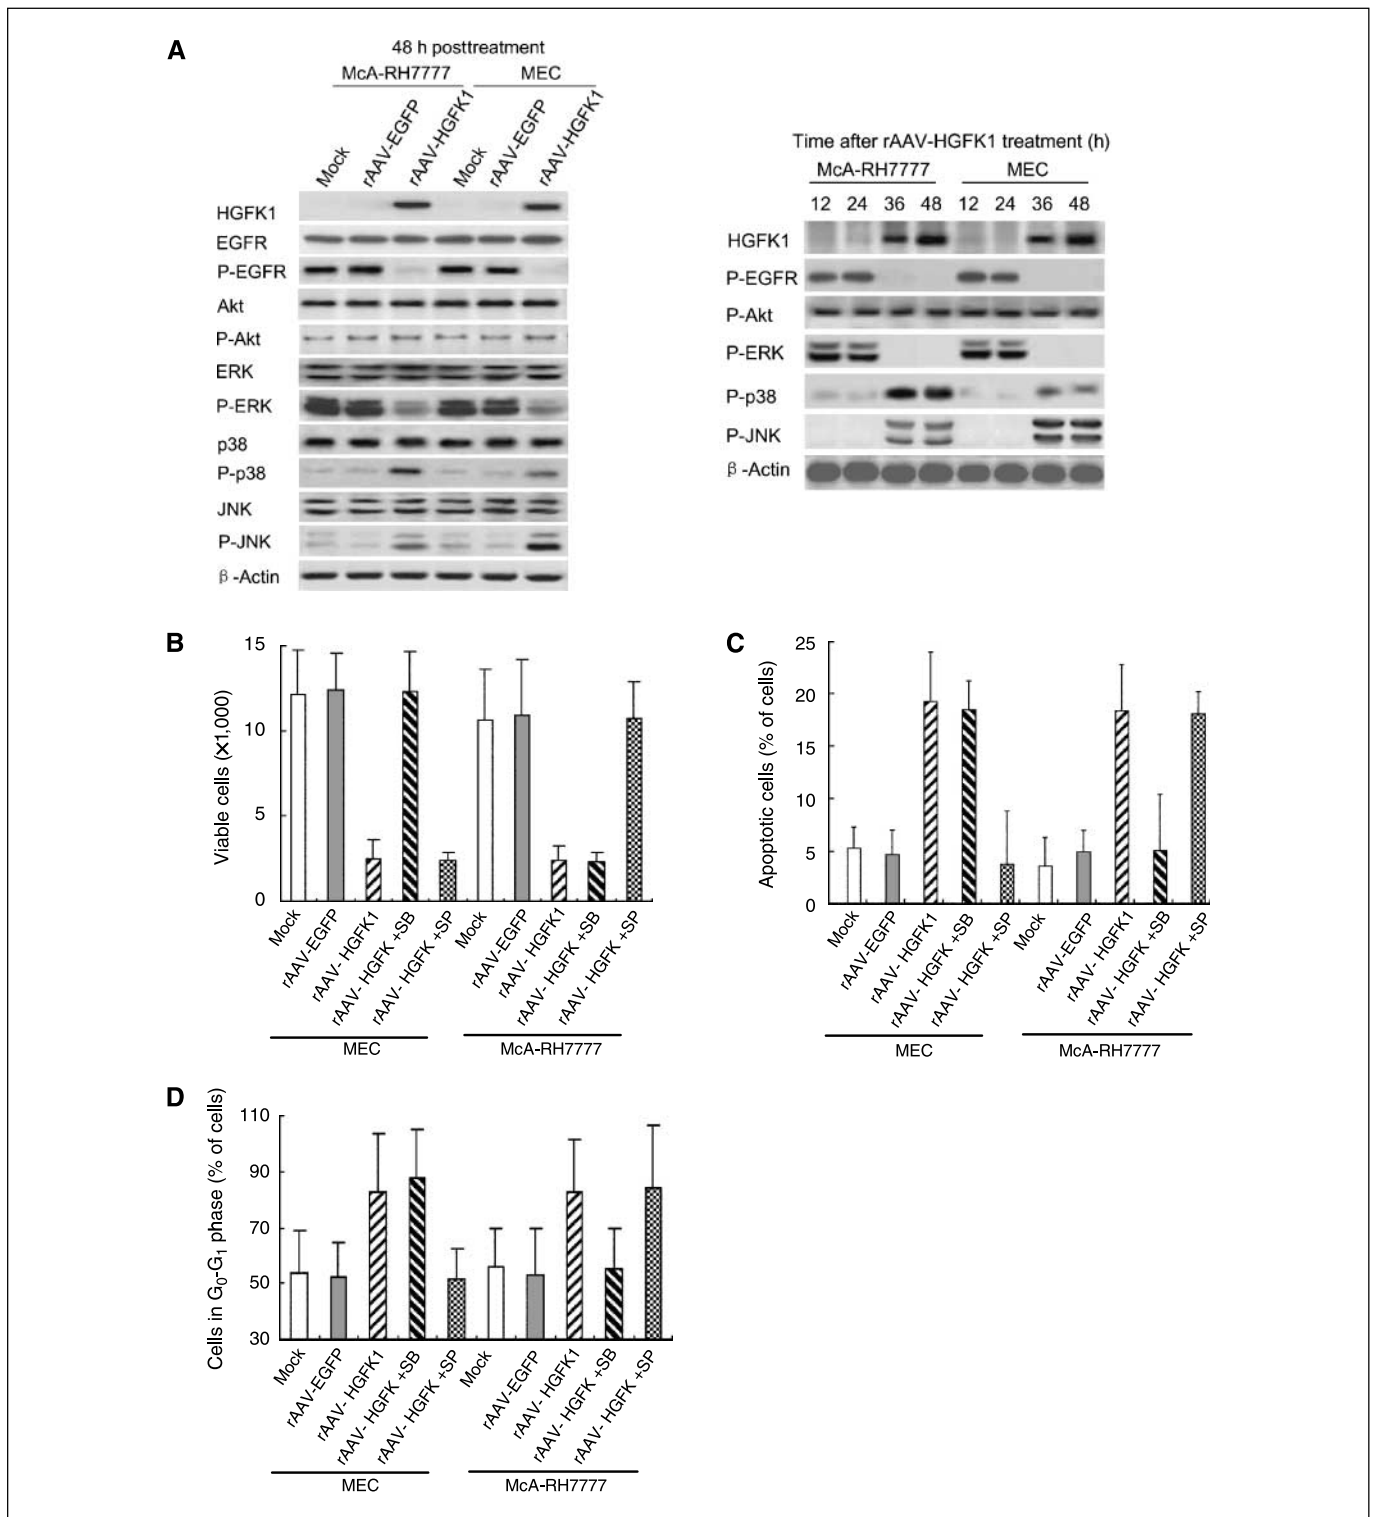 A
48 h posttreatment
McA-RH7777 MEC
Mock rAAV-EGFP rAAV-HGFK1 Mock rAAV-EGFP rAAV-HGFK1
HGFK1
EGFR
P-EGFR
Akt
P-Akt
ERK
P-ERK
p38
P-p38
JNK
P-JNK
β-Actin
Time after rAAV-HGFK1 treatment (h)
McA-RH7777 MEC
12 24 36 48 12 24 36 48
HGFK1
P-EGFR
P-Akt
P-ERK
P-p38
P-JNK
β-Actin
B
Viable cells (×1,000)
15
10
5
0
Mock rAAV-EGFP rAAV- HGFK1 rAAV- HGFK +SB rAAV- HGFK +SP Mock rAAV-EGFP rAAV- HGFK1 rAAV- HGFK +SB rAAV- HGFK +SP
MEC McA-RH7777
C
Apoptotic cells (% of cells)
25
20
15
10
5
0
Mock rAAV-EGFP rAAV- HGFK1 rAAV- HGFK +SB rAAV- HGFK +SP Mock rAAV-EGFP rAAV- HGFK1 rAAV- HGFK +SB rAAV- HGFK +SP
MEC McA-RH7777
D
Cells in G0-G1 phase (% of cells)
110
90
70
50
30
Mock rAAV-EGFP rAAV- HGFK1 rAAV- HGFK +SB rAAV- HGFK +SP Mock rAAV-EGFP rAAV- HGFK1 rAAV- HGFK +SB rAAV- HGFK +SP
MEC McA-RH7777